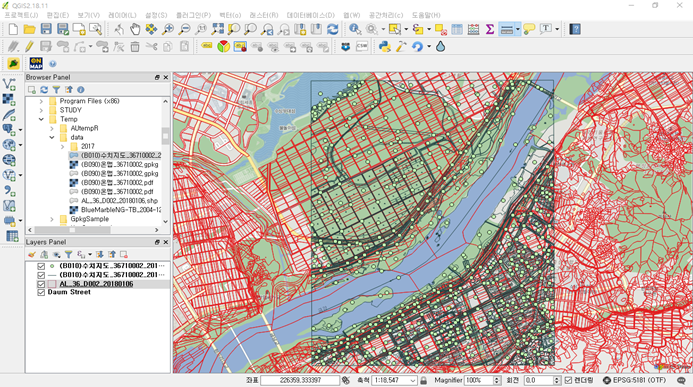 QGIS2.18.11
프로젝트(J) 편집(E) 보기(V) 레이어(L) 설정(S) 플러그인(P) 벡터(o) 래스터(R) 데이터베이스(D) 웹(W) 공간처리(c) 도움말(H)
CSW
ON MAP
Browser Panel
Program Files (x86)
STUDY
Temp
AUtempR
data
2017
(B010)수치지도_36710002_2
(B090)온맵_36710002.gpkg
(B090)온맵_36710002.gpkg
(B090)온맵_36710002.pdf
(B090)온맵_36710002.pdf
AL_36_D002_20180106.shp
BlueMarbleNG-TB_2004-12
GpkgSample
Layers Panel
(B010)수치지도_36710002_201…
(B010)수치지도_36710002_201…
AL_36_D002_20180106
Daum Street
좌표 226359,333397 축척 1:18,547 Magnifier 100% 회전 0.0 렌더링 EPSG:5181 (OTF)